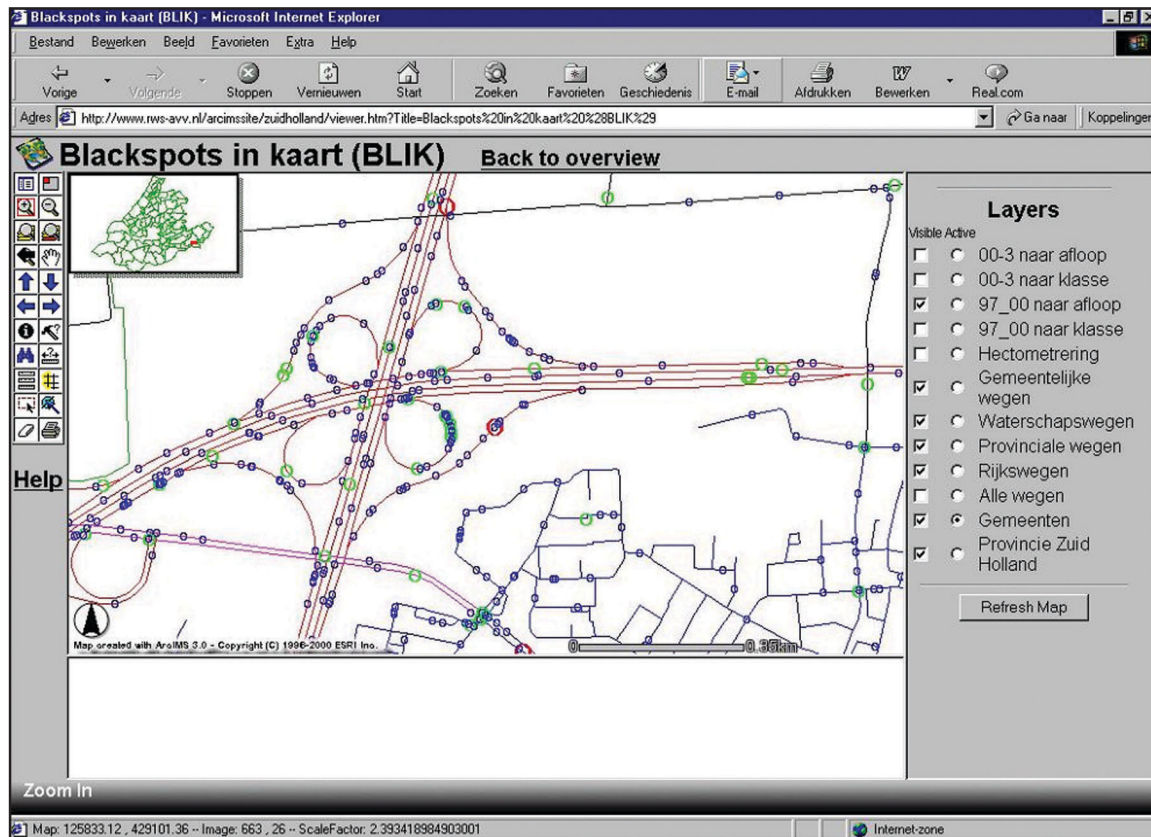 Blackspots in kaart (BLIK) - Microsoft Internet Explorer
Bestand Bewerken Beeld Favorieten Extra Help
Vorige Volgende Stoppen Vernieuwen Start Zoeken Favorieten Geschiedenis E-mail Afdrukken Bewerken Real.com
Adres http://www.rws-avv.nl/arcimssite/zuidholland/viewer.htm?Title=Blackspots%20in%20kaart%20%28BLIK%29 Ga naar Koppelingen
Blackspots in kaart (BLIK) Back to overview
Layers
Visible Active
00-3 naar afloop
00-3 naar klasse
97_00 naar afloop
97_00 naar klasse
Hectometrering
Gemeentelijke
wegen
Waterschapswegen
Provinciale wegen
Rijkswegen
Alle wegen
Gemeenten
Provincie Zuid
Holland
Refresh Map
Help
Map created with ArcIMS 3.0 - Copyright (C) 1996-2000 ESRI Inc.
0 0.35km
Zoom In
Map: 125833.12 , 429101.36 -- Image: 663 , 26 -- ScaleFactor: 2.393418984903001
Internet-zone